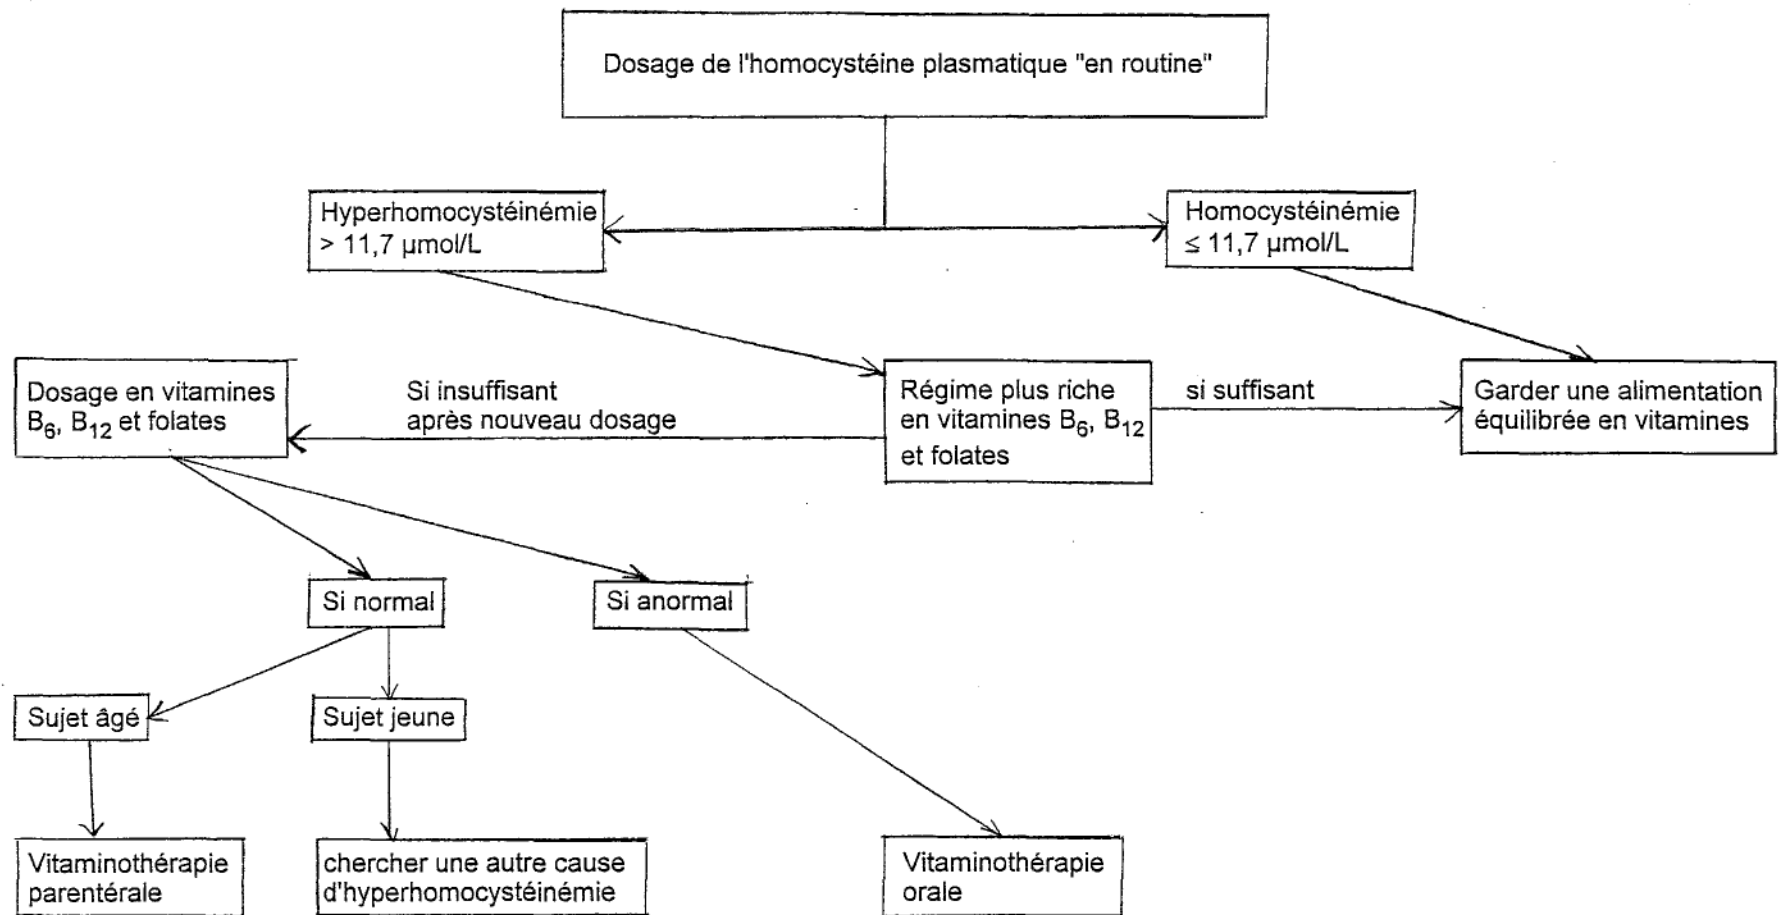 Dosage de l'homocystéine plasmatique "en routine"
Hyperhomocystéinémie
> 11,7 µmol/L
Homocystéinémie
≤ 11,7 µmol/L
Dosage en vitamines
B6, B12 et folates
Si insuffisant
après nouveau dosage
Régime plus riche
en vitamines B6, B12
et folates
si suffisant
Garder une alimentation
équilibrée en vitamines
Si normal
Si anormal
Sujet âgé
Sujet jeune
Vitaminothérapie
parentérale
chercher une autre cause
d'hyperhomocystéinémie
Vitaminothérapie
orale